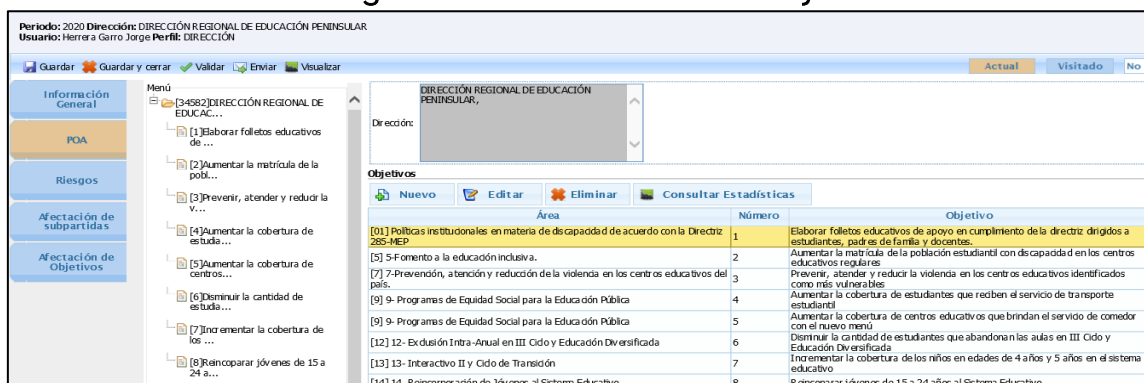 Periodo: 2020 Dirección: DIRECCIÓN REGIONAL DE EDUCACIÓN PENINSULAR
Usuario: Herrera Garro Jorge Perfil: DIRECCIÓN
Guardar Guardar y cerrar Validar Enviar Visualizar
Actual Visitado No
Información
General
POA
Riesgos
Afectación de
subpartidas
Afectación de
Objetivos
Menú
[34582]DIRECCIÓN REGIONAL DE
EDUCAC...
[1]Elaborar folletos educativos
de ...
[2]Aumentar la matrícula de la
pobl...
[3]Prevenir, atender y reducir la
v...
[4]Aumentar la cobertura de
estudia...
[5]Aumentar la cobertura de
centros...
[6]Disminuir la cantidad de
estudia...
[7]Incrementar la cobertura de
los ...
[8]Reincoparar jóvenes de 15 a
24 a...
Dirección:
DIRECCIÓN REGIONAL DE EDUCACIÓN
PENINSULAR,
Objetivos
Nuevo Editar Eliminar Consultar Estadísticas
Área Número Objetivo
[01] Políticas institucionales en materia de discapacidad de acuerdo con la Directriz
285-MEP
1
Elaborar folletos educativos de apoyo en cumplimiento de la directriz dirigidos a
estudiantes, padres de familia y docentes.
[5] 5-Fomento a la educación inclusiva.
2
Aumentar la matrícula de la población estudiantil con discapacidad en los centros
educativos regulares
[7] 7-Prevención, atención y reducción de la violencia en los centros educativos del
país.
3
Prevenir, atender y reducir la violencia en los centros educativos identificados
como más vulnerables
[9] 9- Programas de Equidad Social para la Educación Pública
4
Aumentar la cobertura de estudiantes que reciben el servicio de transporte
estudiantil
[9] 9- Programas de Equidad Social para la Educación Pública
5
Aumentar la cobertura de centros educativos que brindan el servicio de comedor
con el nuevo menú
[12] 12- Exclusión Intra-Anual en III Ciclo y Educación Diversificada
6
Disminuir la cantidad de estudiantes que abandonan las aulas en III Ciclo y
Educación Diversificada
[13] 13- Interactivo II y Ciclo de Transición
7
Incrementar la cobertura de los niños en edades de 4 años y 5 años en el sistema
educativo
[14] 14- Reincorporación de Jóvenes al Sistema Educativo
8
Reincoparar jóvenes de 15 a 24 años al Sistema Educativo